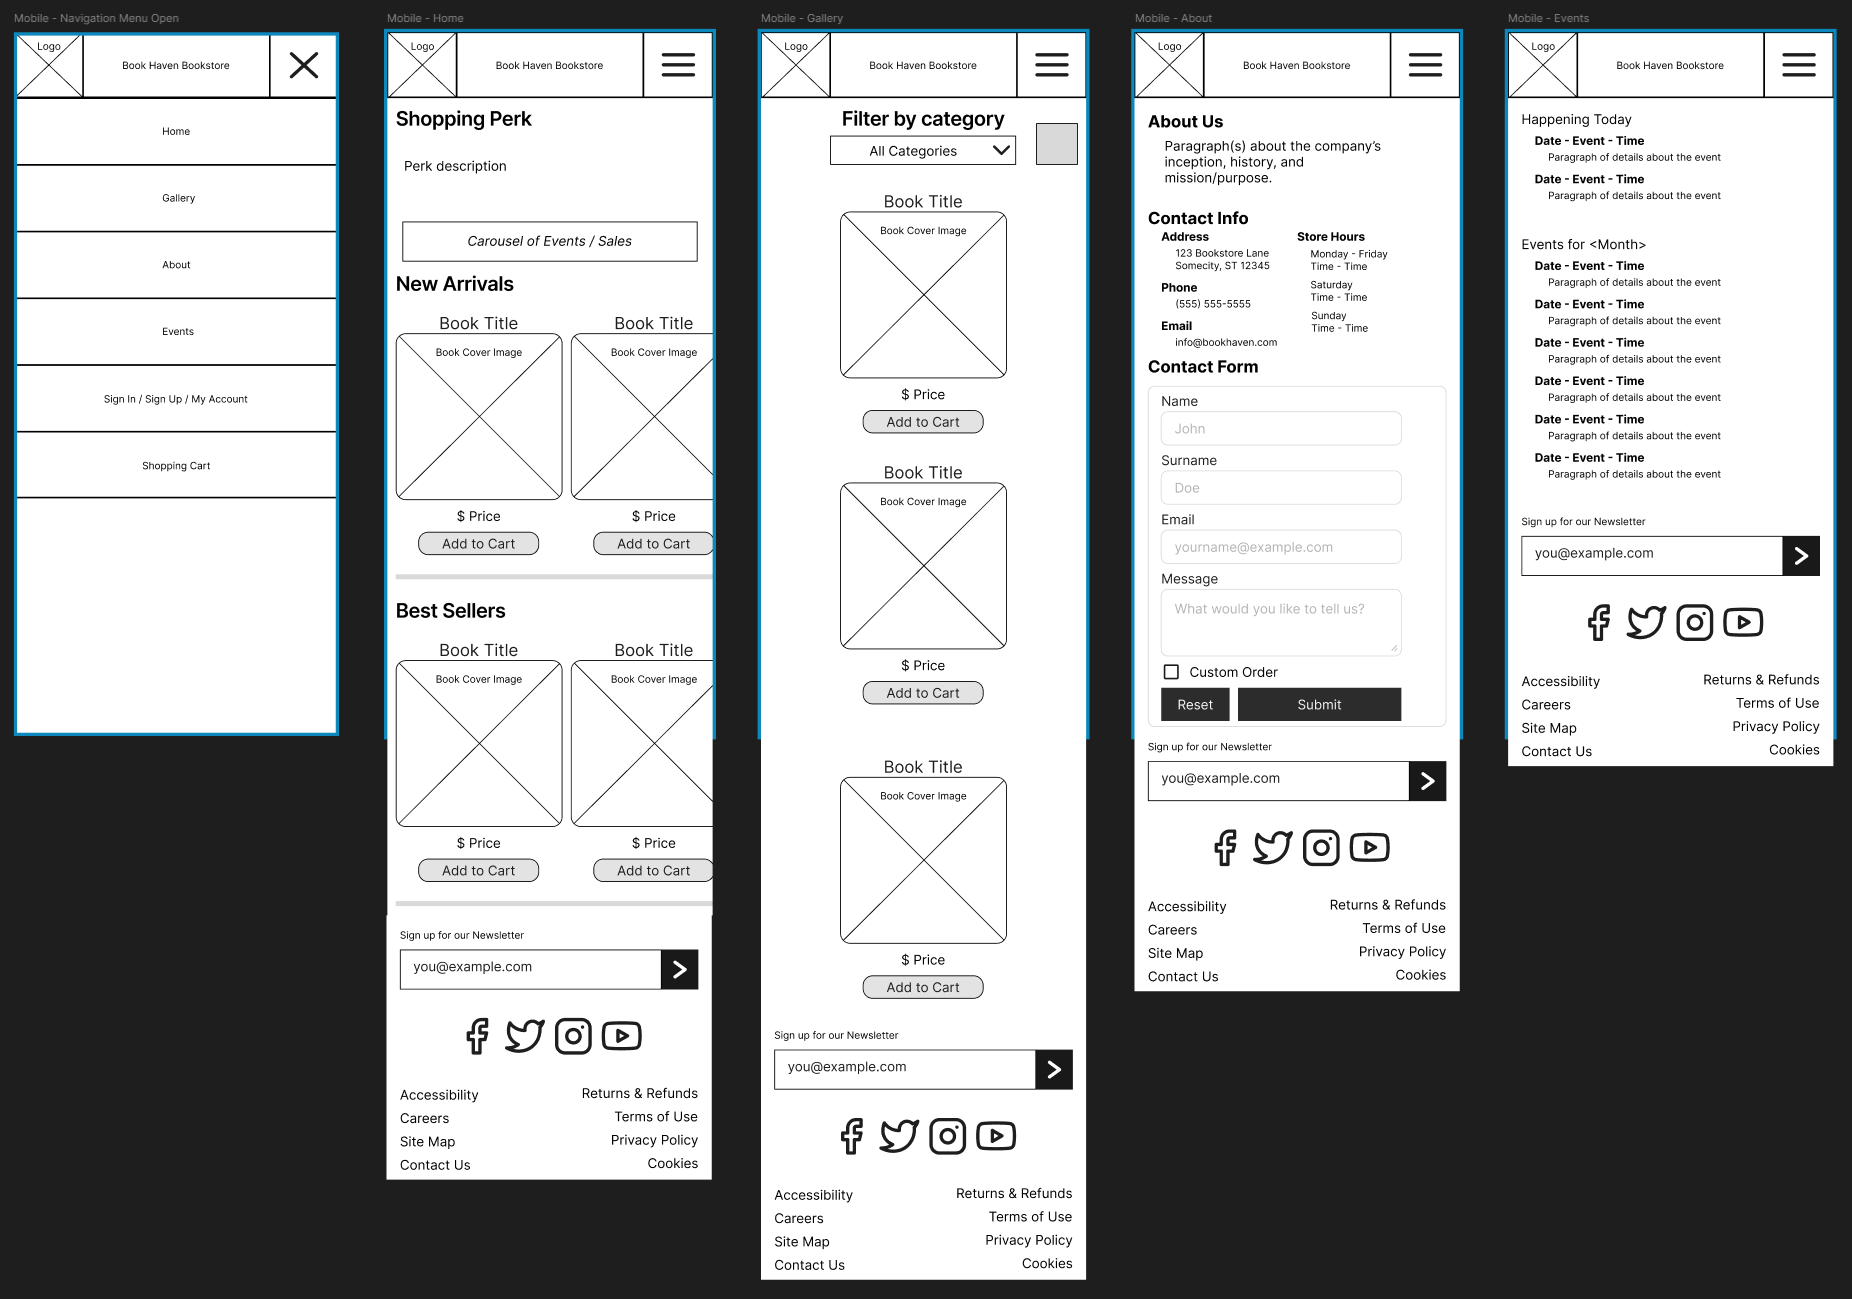 Mobile - Navigation Menu Open
Logo
Book Haven Bookstore
Home
Gallery
About
Events
Sign In / Sign Up / My Account
Shopping Cart
Mobile - Home
Logo
Book Haven Bookstore
Shopping Perk
Perk description
Carousel of Events / Sales
New Arrivals
Book Title
Book Cover Image
$ Price
Add to Cart
Book Title
Book Cover Image
$ Price
Add to Cart
Best Sellers
Book Title
Book Cover Image
$ Price
Add to Cart
Book Title
Book Cover Image
$ Price
Add to Cart
Sign up for our Newsletter
you@example.com
Accessibility
Careers
Site Map
Contact Us
Returns & Refunds
Terms of Use
Privacy Policy
Cookies
Mobile - Gallery
Logo
Book Haven Bookstore
Filter by category
All Categories
Book Title
Book Cover Image
$ Price
Add to Cart
Book Title
Book Cover Image
$ Price
Add to Cart
Book Title
Book Cover Image
$ Price
Add to Cart
Sign up for our Newsletter
you@example.com
Accessibility
Careers
Site Map
Contact Us
Returns & Refunds
Terms of Use
Privacy Policy
Cookies
Mobile - About
Logo
Book Haven Bookstore
About Us
Paragraph(s) about the company's
inception, history, and
mission/purpose.
Contact Info
Address
123 Bookstore Lane
Somecity, ST 12345
Phone
(555) 555-5555
Email
info@bookhaven.com
Store Hours
Monday - Friday
Time - Time
Saturday
Time - Time
Sunday
Time - Time
Contact Form
Name
John
Surname
Doe
Email
yourname@example.com
Message
What would you like to tell us?
Custom Order
Reset
Submit
Sign up for our Newsletter
you@example.com
Accessibility
Careers
Site Map
Contact Us
Returns & Refunds
Terms of Use
Privacy Policy
Cookies
Mobile - Events
Logo
Book Haven Bookstore
Happening Today
Date - Event - Time
Paragraph of details about the event
Date - Event - Time
Paragraph of details about the event
Events for <Month>
Date - Event - Time
Paragraph of details about the event
Date - Event - Time
Paragraph of details about the event
Date - Event - Time
Paragraph of details about the event
Date - Event - Time
Paragraph of details about the event
Date - Event - Time
Paragraph of details about the event
Date - Event - Time
Paragraph of details about the event
Sign up for our Newsletter
you@example.com
Accessibility
Careers
Site Map
Contact Us
Returns & Refunds
Terms of Use
Privacy Policy
Cookies